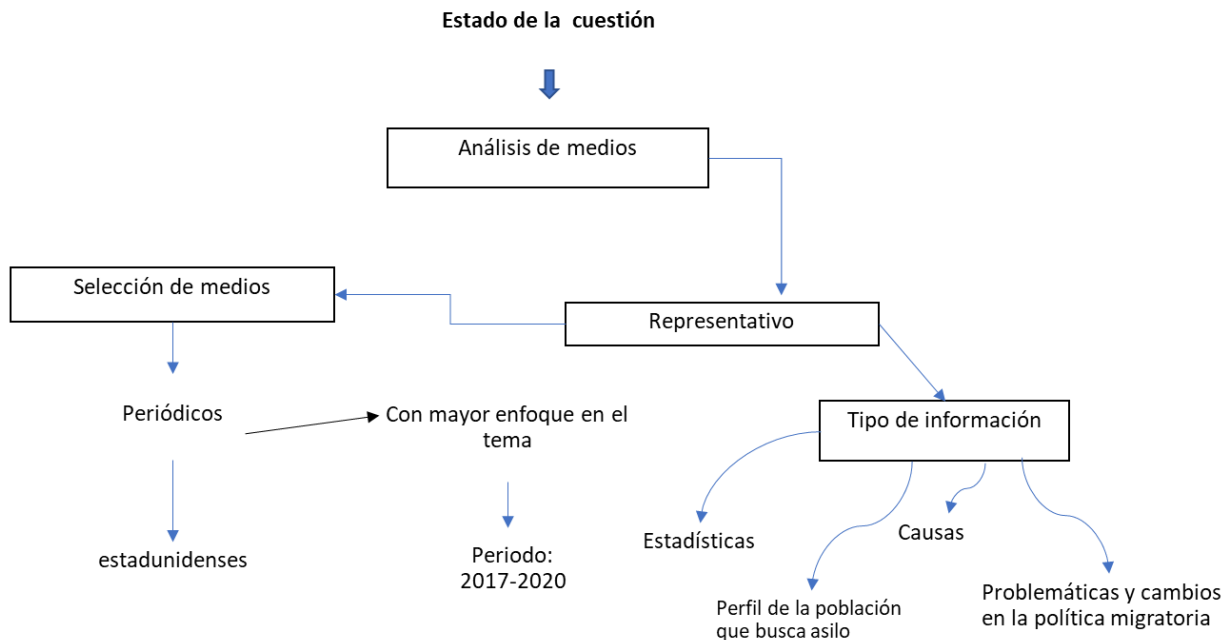 Estado de la cuestión
Análisis de medios
Selección de medios
Representativo
Periódicos
Con mayor enfoque en el
tema
Tipo de información
estadunidenses
Periodo:
2017-2020
Estadísticas
Causas
Perfil de la población
que busca asilo
Problemáticas y cambios
en la política migratoria